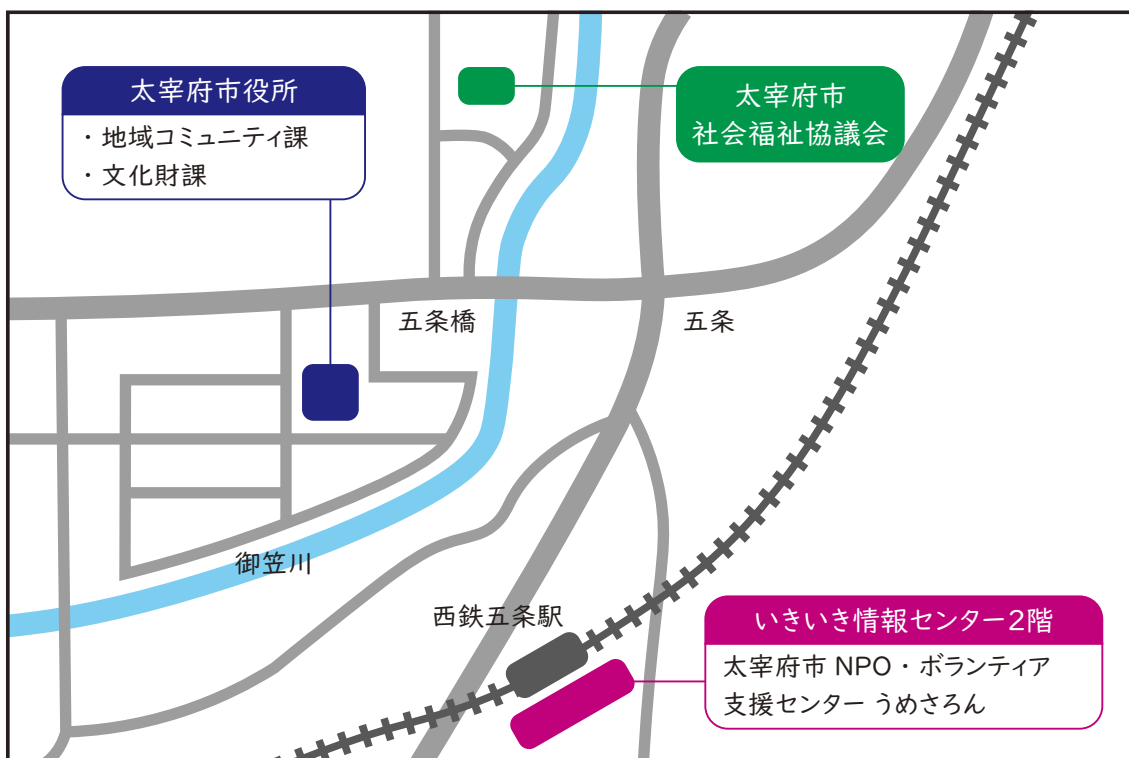 太宰府市役所
・地域コミュニティ課
・文化財課
太宰府市
社会福祉協議会
五条橋
五条
御笠川
西鉄五条駅
いきいき情報センター2階
太宰府市 NPO・ボランティア
支援センター うめさろん